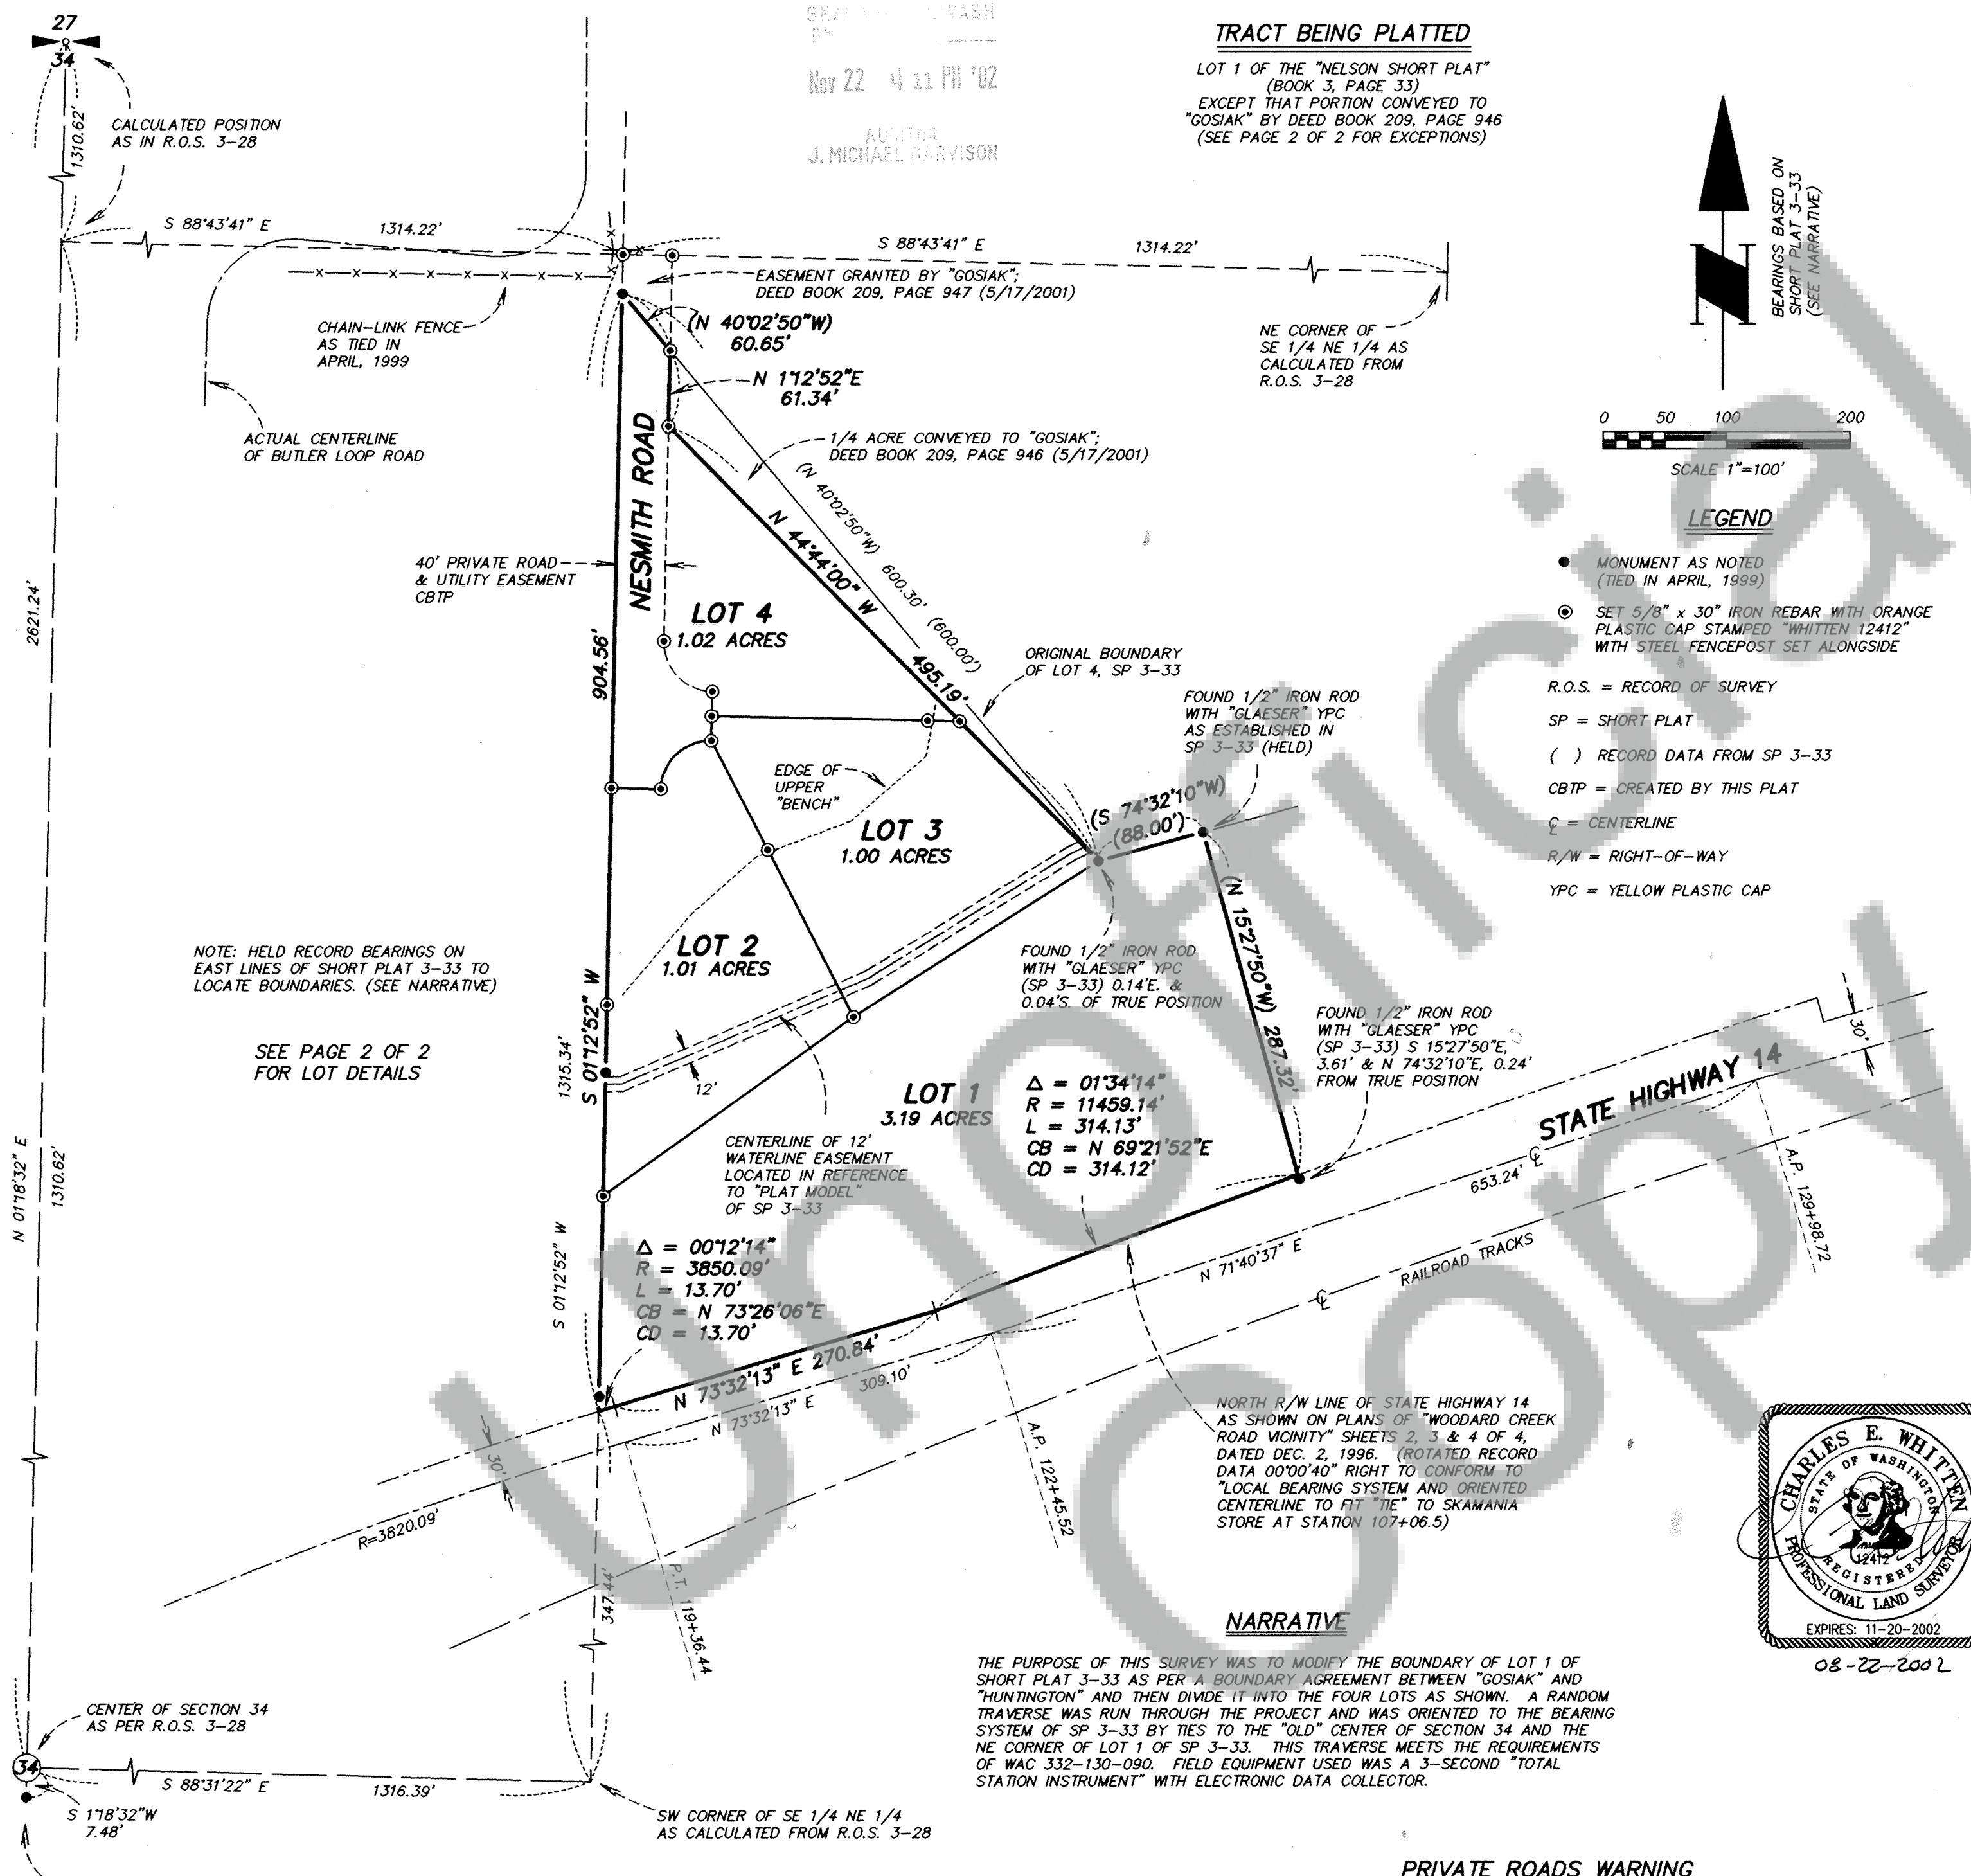 27
34
1310.62'
CALCULATED POSITION
AS IN R.O.S. 3-28
WASH
Nov 22 4 11 PM '02
AUDITOR
J. MICHAEL GARVISON
TRACT BEING PLATTED
LOT 1 OF THE "NELSON SHORT PLAT"
(BOOK 3, PAGE 33)
EXCEPT THAT PORTION CONVEYED TO
"GOSIAK" BY DEED BOOK 209, PAGE 946
(SEE PAGE 2 OF 2 FOR EXCEPTIONS)
BEARINGS BASED ON
SHORT PLAT 3-33
(SEE NARRATIVE)
N
S 88°43'41" E
1314.22'
S 88°43'41" E
1314.22'
EASEMENT GRANTED BY "GOSIAK";
DEED BOOK 209, PAGE 947 (5/17/2001)
(N 40°02'50"W)
60.65'
CHAIN-LINK FENCE
AS TIED IN
APRIL, 1999
NE CORNER OF
SE 1/4 NE 1/4 AS
CALCULATED FROM
R.O.S. 3-28
N 1°12'52"E
61.34'
0 50 100 200
SCALE 1"=100'
ACTUAL CENTERLINE
OF BUTLER LOOP ROAD
1/4 ACRE CONVEYED TO "GOSIAK";
DEED BOOK 209, PAGE 946 (5/17/2001)
(N 40°02'50"W) 600.30' (600.00')
N 44°44'00" W 495.19'
NESMITH ROAD
40' PRIVATE ROAD
& UTILITY EASEMENT
CBTP
LOT 4
1.02 ACRES
904.56'
2621.24'
ORIGINAL BOUNDARY
OF LOT 4, SP 3-33
LEGEND
MONUMENT AS NOTED
(TIED IN APRIL, 1999)
SET 5/8" x 30" IRON REBAR WITH ORANGE
PLASTIC CAP STAMPED "WHITTEN 12412"
WITH STEEL FENCEPOST SET ALONGSIDE
R.O.S. = RECORD OF SURVEY
SP = SHORT PLAT
( ) RECORD DATA FROM SP 3-33
CBTP = CREATED BY THIS PLAT
℄ = CENTERLINE
R/W = RIGHT-OF-WAY
YPC = YELLOW PLASTIC CAP
FOUND 1/2" IRON ROD
WITH "GLAESER" YPC
AS ESTABLISHED IN
SP 3-33 (HELD)
EDGE OF
UPPER
"BENCH"
LOT 3
1.00 ACRES
(S 74°32'10"W)
(88.00')
(N 15°27'50"W) 287.32'
LOT 2
1.01 ACRES
NOTE: HELD RECORD BEARINGS ON
EAST LINES OF SHORT PLAT 3-33 TO
LOCATE BOUNDARIES. (SEE NARRATIVE)
SEE PAGE 2 OF 2
FOR LOT DETAILS
FOUND 1/2" IRON ROD
WITH "GLAESER" YPC
(SP 3-33) 0.14'E. &
0.04'S. OF TRUE POSITION
FOUND 1/2" IRON ROD
WITH "GLAESER" YPC
(SP 3-33) S 15°27'50"E,
3.61' & N 74°32'10"E, 0.24'
FROM TRUE POSITION
S 01°12'52" W
1315.34'
12'
LOT 1
3.19 ACRES
Δ = 01°34'14"
R = 11459.14'
L = 314.13'
CB = N 69°21'52"E
CD = 314.12'
STATE HIGHWAY 14
30'
℄
653.24'
A.P. 129+98.72
CENTERLINE OF 12'
WATERLINE EASEMENT
LOCATED IN REFERENCE
TO "PLAT MODEL"
OF SP 3-33
N 01°18'32" E
1310.62'
S 01°12'52" W
Δ = 00°12'14"
R = 3850.09'
L = 13.70'
CB = N 73°26'06"E
CD = 13.70'
N 71°40'37" E
RAILROAD TRACKS
℄
N 73°32'13" E 270.84'
N 73°32'13" E
309.10'
NORTH R/W LINE OF STATE HIGHWAY 14
AS SHOWN ON PLANS OF "WOODARD CREEK
ROAD VICINITY" SHEETS 2, 3 & 4 OF 4,
DATED DEC. 2, 1996. (ROTATED RECORD
DATA 00°00'40" RIGHT TO CONFORM TO
"LOCAL BEARING SYSTEM AND ORIENTED
CENTERLINE TO FIT "TIE" TO SKAMANIA
STORE AT STATION 107+06.5)
A.P. 122+45.52
30'
R=3820.09'
P.T. 119+36.44
347.44'
CHARLES E. WHITTEN
STATE OF WASHINGTON
12412
REGISTERED
PROFESSIONAL LAND SURVEYOR
EXPIRES: 11-20-2002
08-22-2002
NARRATIVE
THE PURPOSE OF THIS SURVEY WAS TO MODIFY THE BOUNDARY OF LOT 1 OF
SHORT PLAT 3-33 AS PER A BOUNDARY AGREEMENT BETWEEN "GOSIAK" AND
"HUNTINGTON" AND THEN DIVIDE IT INTO THE FOUR LOTS AS SHOWN. A RANDOM
TRAVERSE WAS RUN THROUGH THE PROJECT AND WAS ORIENTED TO THE BEARING
SYSTEM OF SP 3-33 BY TIES TO THE "OLD" CENTER OF SECTION 34 AND THE
NE CORNER OF LOT 1 OF SP 3-33. THIS TRAVERSE MEETS THE REQUIREMENTS
OF WAC 332-130-090. FIELD EQUIPMENT USED WAS A 3-SECOND "TOTAL
STATION INSTRUMENT" WITH ELECTRONIC DATA COLLECTOR.
CENTER OF SECTION 34
AS PER R.O.S. 3-28
34
S 88°31'22" E
1316.39'
S 1°18'32"W
7.48'
SW CORNER OF SE 1/4 NE 1/4
AS CALCULATED FROM R.O.S. 3-28
PRIVATE ROADS WARNING
Unofficial
Copy